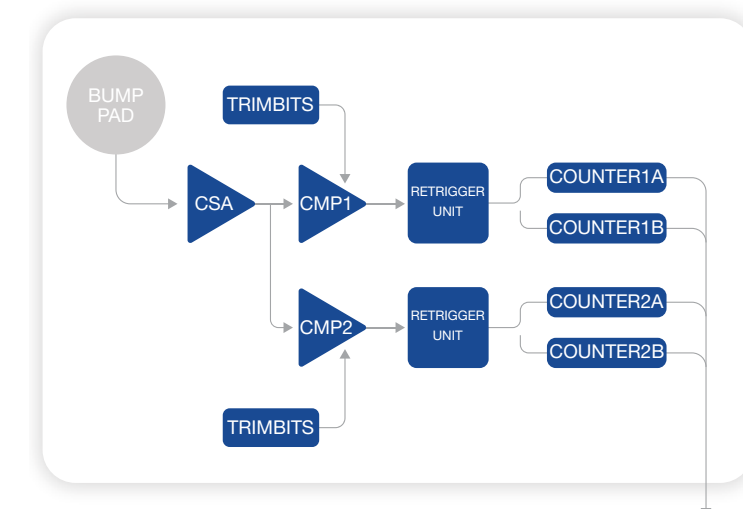 BUMP
PAD
TRIMBITS
CSA
CMP1
RETRIGGER
UNIT
COUNTER1A
COUNTER1B
CMP2
RETRIGGER
UNIT
COUNTER2A
COUNTER2B
TRIMBITS